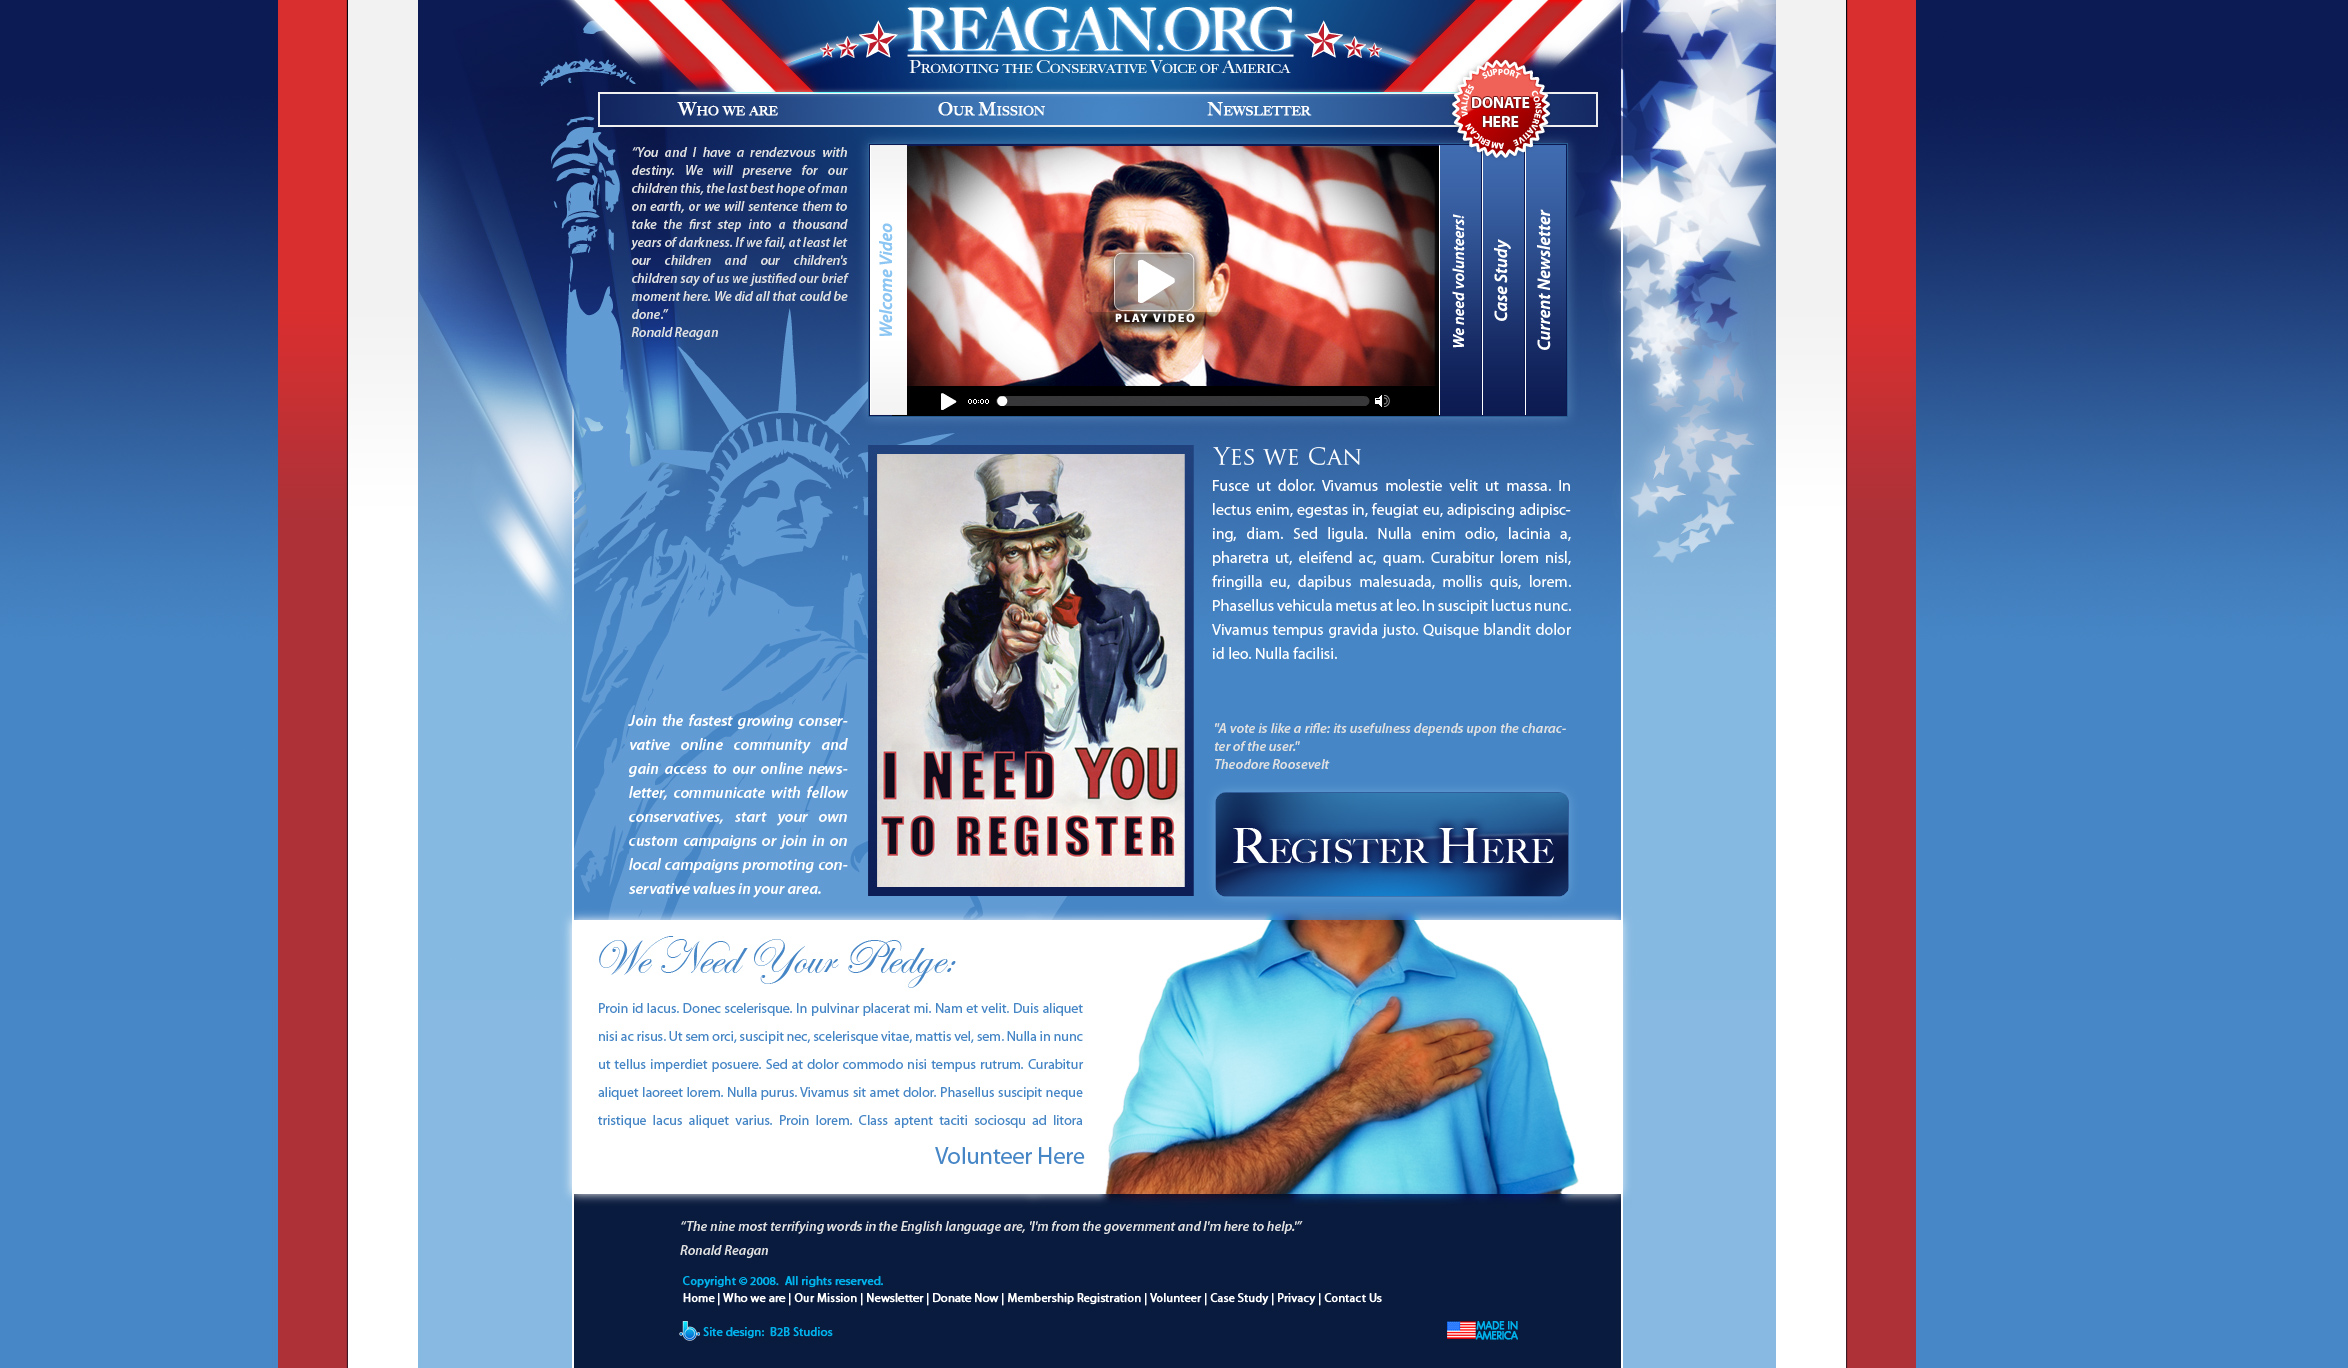 REAGAN.ORG
PROMOTING THE CONSERVATIVE VOICE OF AMERICA
WHO WE ARE
OUR MISSION
NEWSLETTER
SUPPORT CONSERVATIVE AMERICAN VALUES
DONATE
HERE
“You and I have a rendezvous with
destiny. We will preserve for our
children this, the last best hope of man
on earth, or we will sentence them to
take the first step into a thousand
years of darkness. If we fail, at least let
our children and our children's
children say of us we justified our brief
moment here. We did all that could be
done.”
Ronald Reagan
Welcome Video
PLAY VIDEO
00:00
We need volunteers!
Case Study
Current Newsletter
Join the fastest growing conser-
vative online community and
gain access to our online news-
letter, communicate with fellow
conservatives, start your own
custom campaigns or join in on
local campaigns promoting con-
servative values in your area.
I NEED YOU
TO REGISTER
YES WE CAN
Fusce ut dolor. Vivamus molestie velit ut massa. In
lectus enim, egestas in, feugiat eu, adipiscing adipisc-
ing, diam. Sed ligula. Nulla enim odio, lacinia a,
pharetra ut, eleifend ac, quam. Curabitur lorem nisl,
fringilla eu, dapibus malesuada, mollis quis, lorem.
Phasellus vehicula metus at leo. In suscipit luctus nunc.
Vivamus tempus gravida justo. Quisque blandit dolor
id leo. Nulla facilisi.
"A vote is like a rifle: its usefulness depends upon the charac-
ter of the user."
Theodore Roosevelt
REGISTER HERE
We Need Your Pledge:
Proin id lacus. Donec scelerisque. In pulvinar placerat mi. Nam et velit. Duis aliquet
nisi ac risus. Ut sem orci, suscipit nec, scelerisque vitae, mattis vel, sem. Nulla in nunc
ut tellus imperdiet posuere. Sed at dolor commodo nisi tempus rutrum. Curabitur
aliquet laoreet lorem. Nulla purus. Vivamus sit amet dolor. Phasellus suscipit neque
tristique lacus aliquet varius. Proin lorem. Class aptent taciti sociosqu ad litora
Volunteer Here
“The nine most terrifying words in the English language are, 'I'm from the government and I'm here to help.'”
Ronald Reagan
Copyright © 2008. All rights reserved.
Home | Who we are | Our Mission | Newsletter | Donate Now | Membership Registration | Volunteer | Case Study | Privacy | Contact Us
Site design: B2B Studios
MADE IN
AMERICA